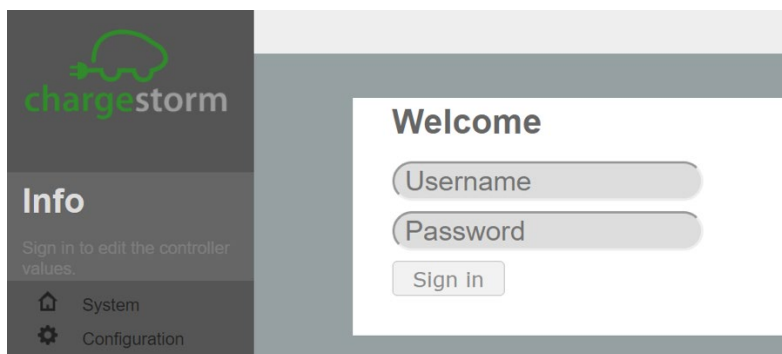 chargestorm
Info
Sign in to edit the controller
values.
System
Configuration
Welcome
Username
Password
Sign in